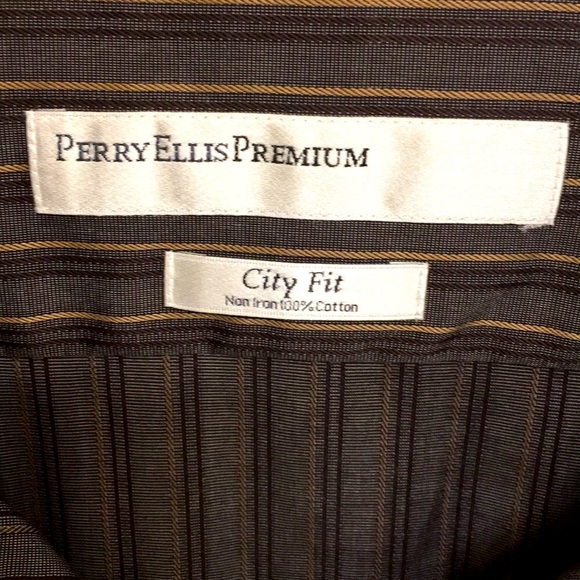 PERRY ELLIS PREMIUM
City Fit
Non Iron 100% Cotton